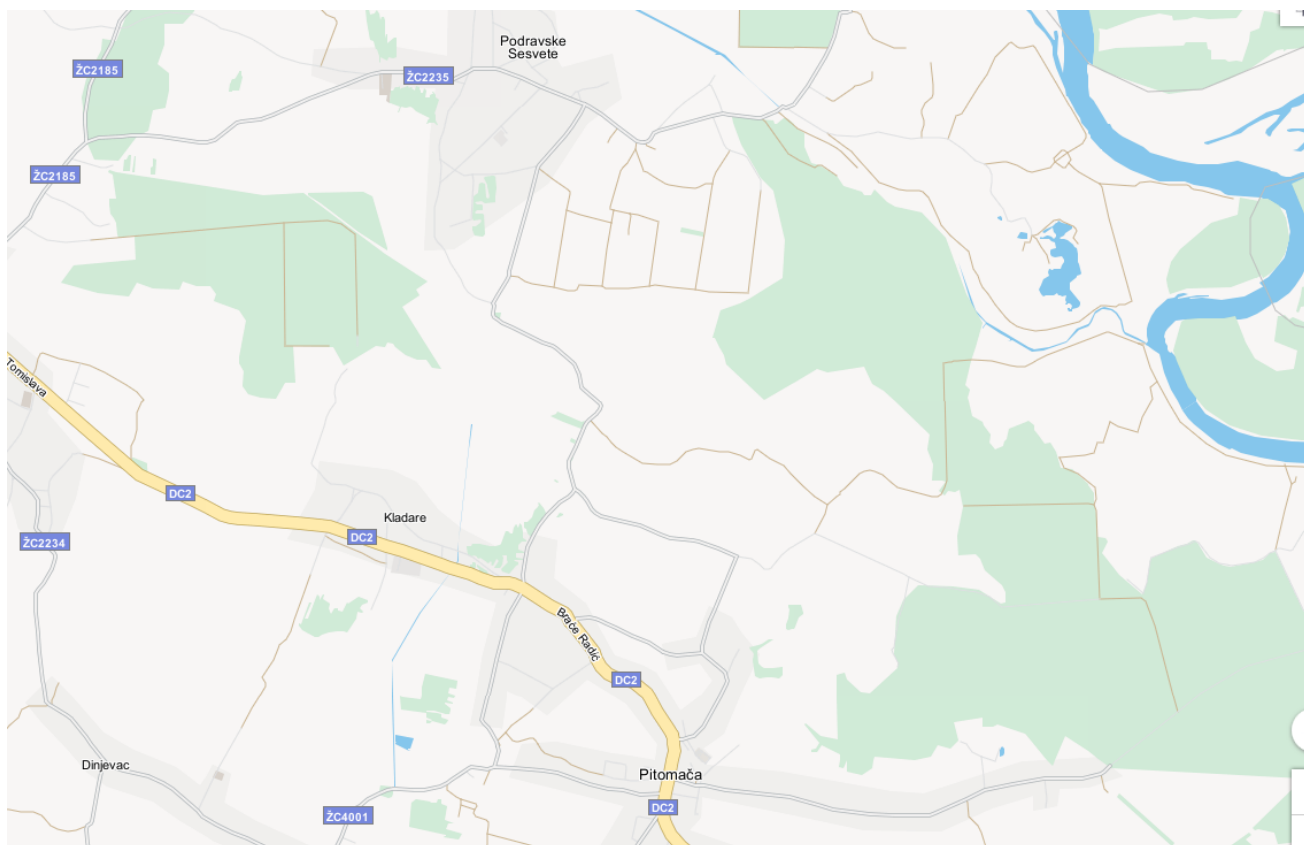 Podravske
Sesvete
ŽC2185
ŽC2235
ŽC2185
Tomislava
DC2
Kladare
DC2
ŽC2234
Braće Radić
DC2
Dinjevac
Pitomača
DC2
ŽC4001